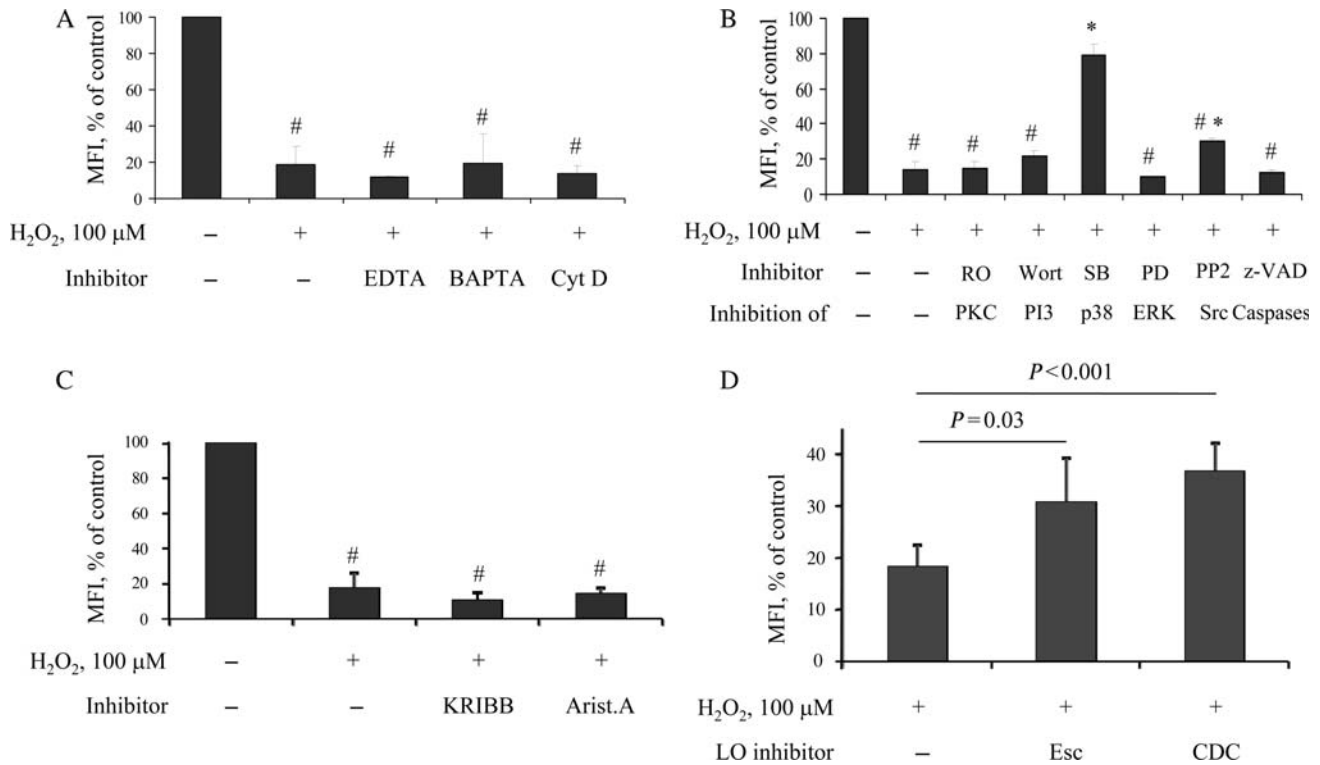 A
MFI, % of control
100
80
60
40
20
0
# # # #
H₂O₂, 100 µM – + + + +
Inhibitor – – EDTA BAPTA Cyt D
B
MFI, % of control
100
80
60
40
20
0
# # # * # # * #
H₂O₂, 100 µM – + + + + + + +
Inhibitor – – RO Wort SB PD PP2 z-VAD
Inhibition of – – PKC PI3 p38 ERK Src Caspases
C
MFI, % of control
100
80
60
40
20
0
# # #
H₂O₂, 100 µM – + + +
Inhibitor – – KRIBB Arist.A
D
P<0.001
P=0.03
MFI, % of control
40
30
20
10
0
H₂O₂, 100 µM + + +
LO inhibitor – Esc CDC